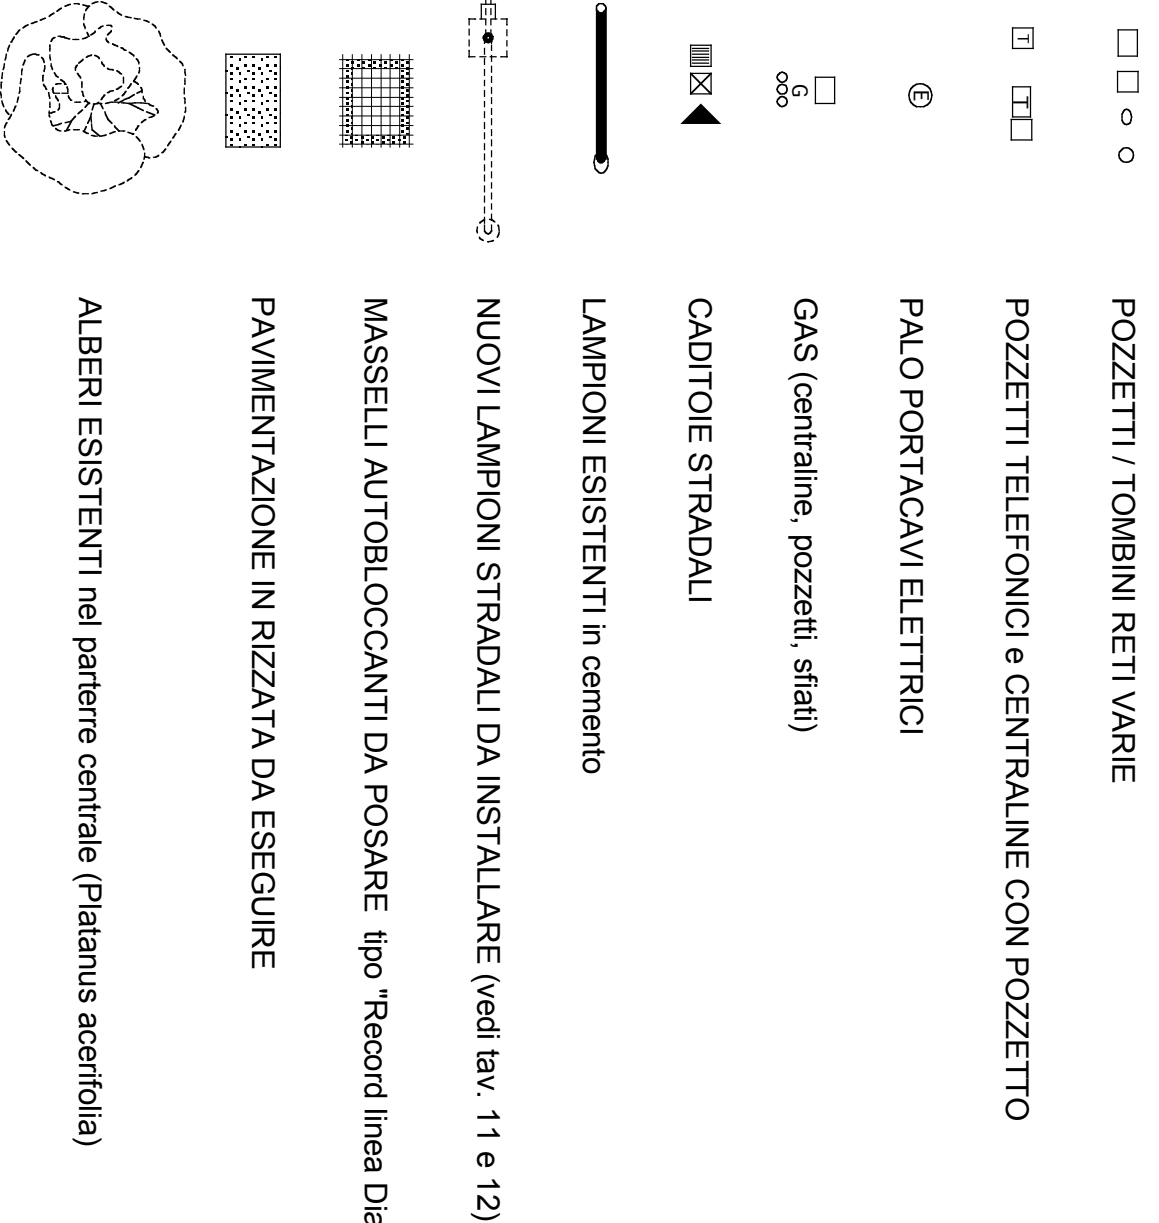 POZZETTI / TOMBINI RETI VARIE
T T
POZZETTI TELEFONICI e CENTRALINE CON POZZETTO
E
PALO PORTACAVI ELETTRICI
G
GAS (centraline, pozzetti, sfiati)
CADITOIE STRADALI
LAMPIONI ESISTENTI in cemento
NUOVI LAMPIONI STRADALI DA INSTALLARE (vedi tav. 11 e 12)
MASSELLI AUTOBLOCCANTI DA POSARE tipo "Record linea Dia
PAVIMENTAZIONE IN RIZZATA DA ESEGUIRE
ALBERI ESISTENTI nel parterre centrale (Platanus acerifolia)